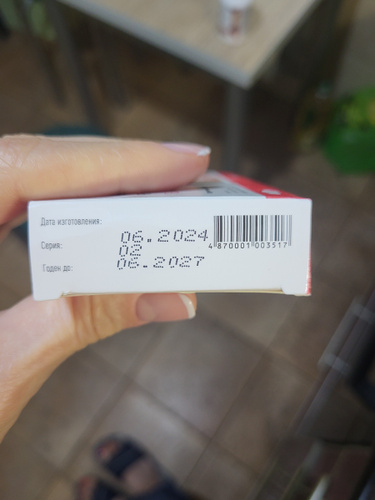 Дата изготовления:
06.2024
Серия:
02
Годен до:
06.2027
4 870001 003517